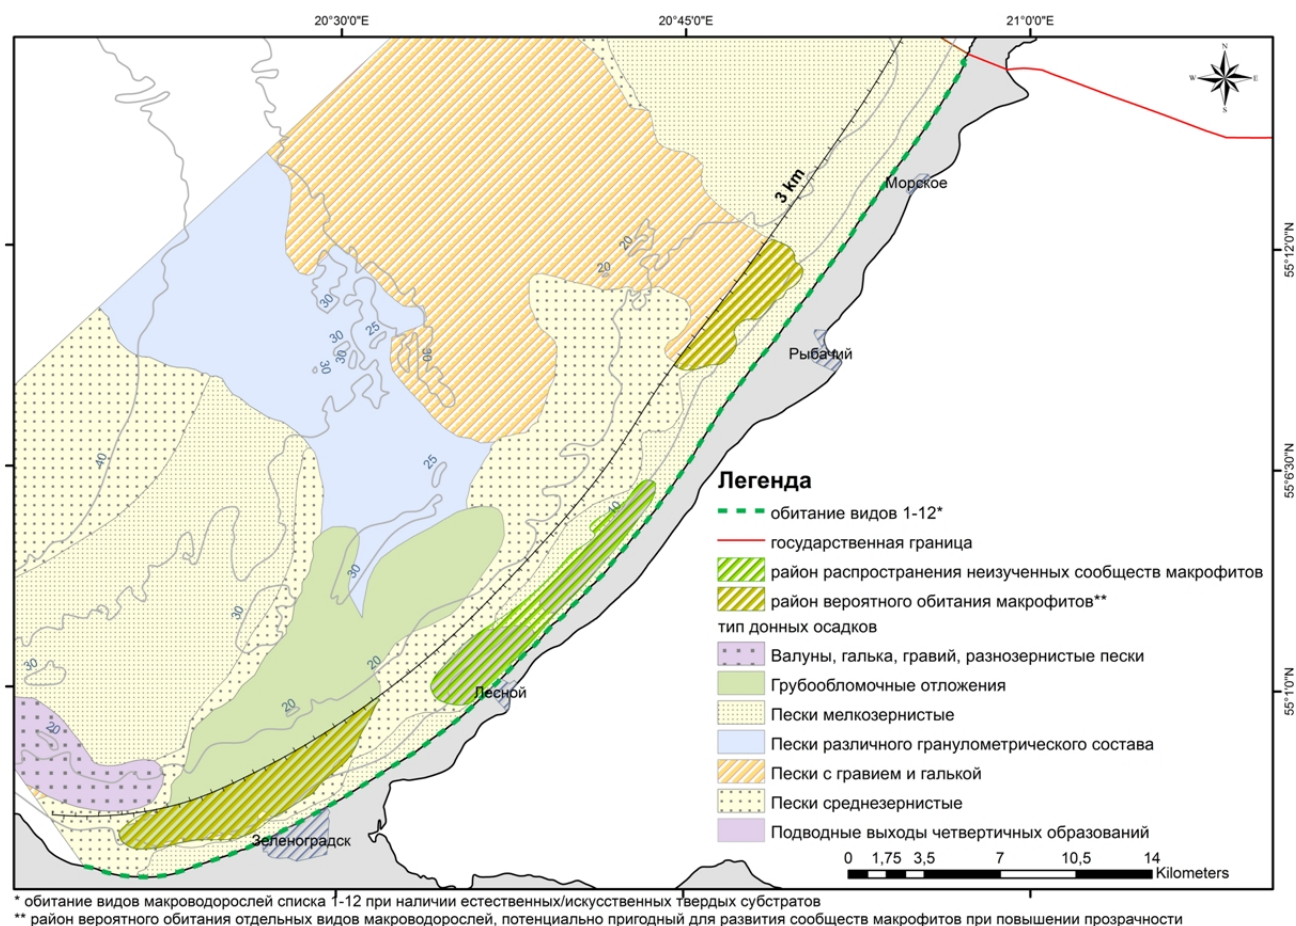 20°30'0"E
20°45'0"E
21°0'0"E
N
W
E
S
3 km
Морское
55°12'0"N
20
20
30
30
25
30
30
30
Рыбачий
40
25
55°6'30"N
10
Легенда
обитание видов 1-12*
государственная граница
район распространения неизученных сообществ макрофитов
район вероятного обитания макрофитов**
тип донных осадков
Валуны, галька, гравий, разнозернистые пески
Грубообломочные отложения
Пески мелкозернистые
Пески различного гранулометрического состава
Пески с гравием и галькой
Пески среднезернистые
Подводные выходы четвертичных образований
30
30
30
20
20
20
Лесной
55°1'0"N
Зеленоградск
0 1,75 3,5 7 10,5 14
Kilometers
* обитание видов макроводорослей списка 1-12 при наличии естественных/искусственных твердых субстратов
** район вероятного обитания отдельных видов макроводорослей, потенциально пригодный для развития сообществ макрофитов при повышении прозрачности